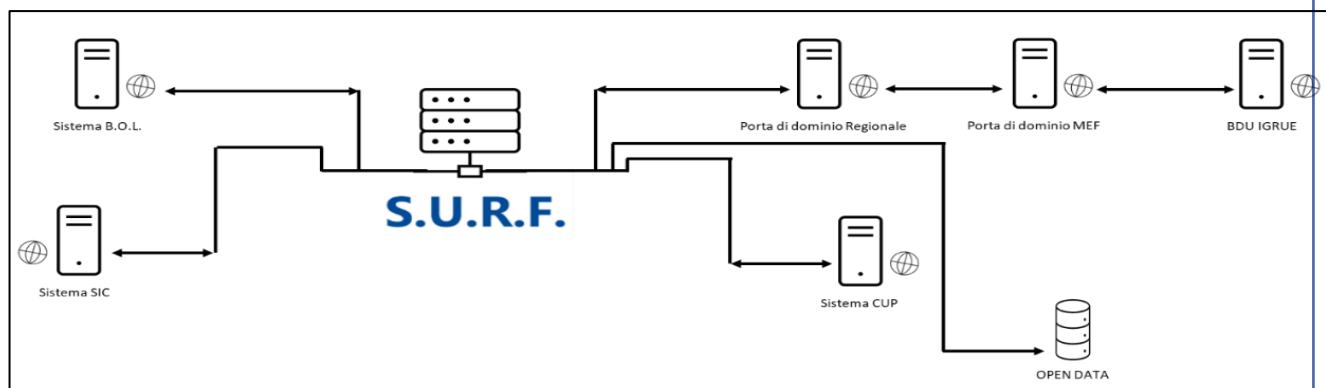 Sistema B.O.L.
Porta di dominio Regionale
Porta di dominio MEF
BDU IGRUE
S.U.R.F.
Sistema SIC
Sistema CUP
OPEN DATA